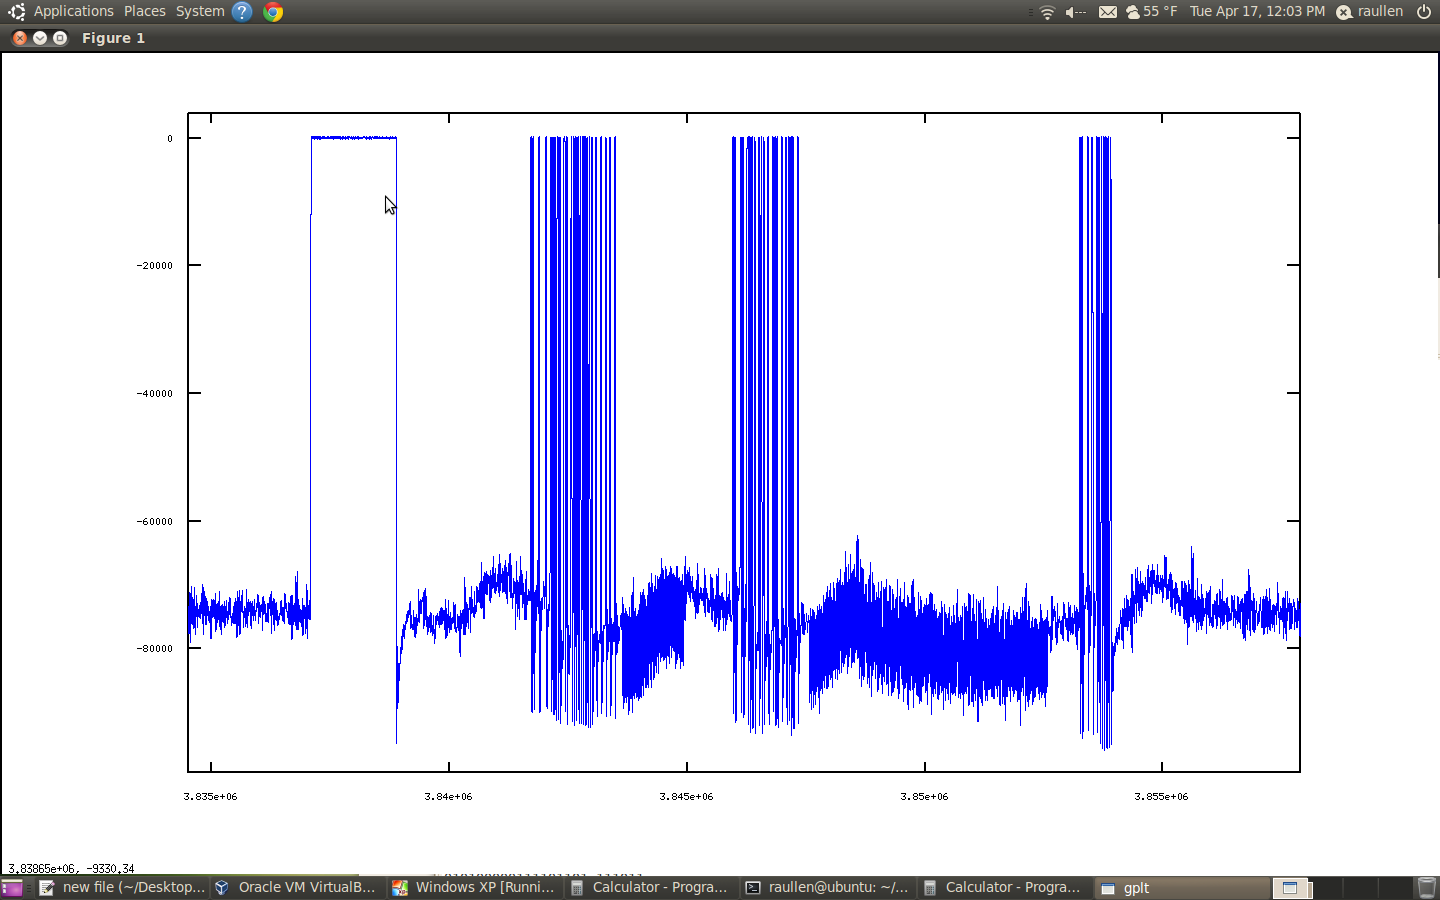 Applications Places System ? 55 °F Tue Apr 17, 12:03 PM raullen
Figure 1
0
-20000
-40000
-60000
-80000
3.835e+06 3.84e+06 3.845e+06 3.85e+06 3.855e+06
3.83865e+06, -9330.34
new file (~/Desktop... Oracle VM VirtualB... Windows XP [Runni... Calculator - Progra... raullen@ubuntu: ~/... Calculator - Progra... gplt